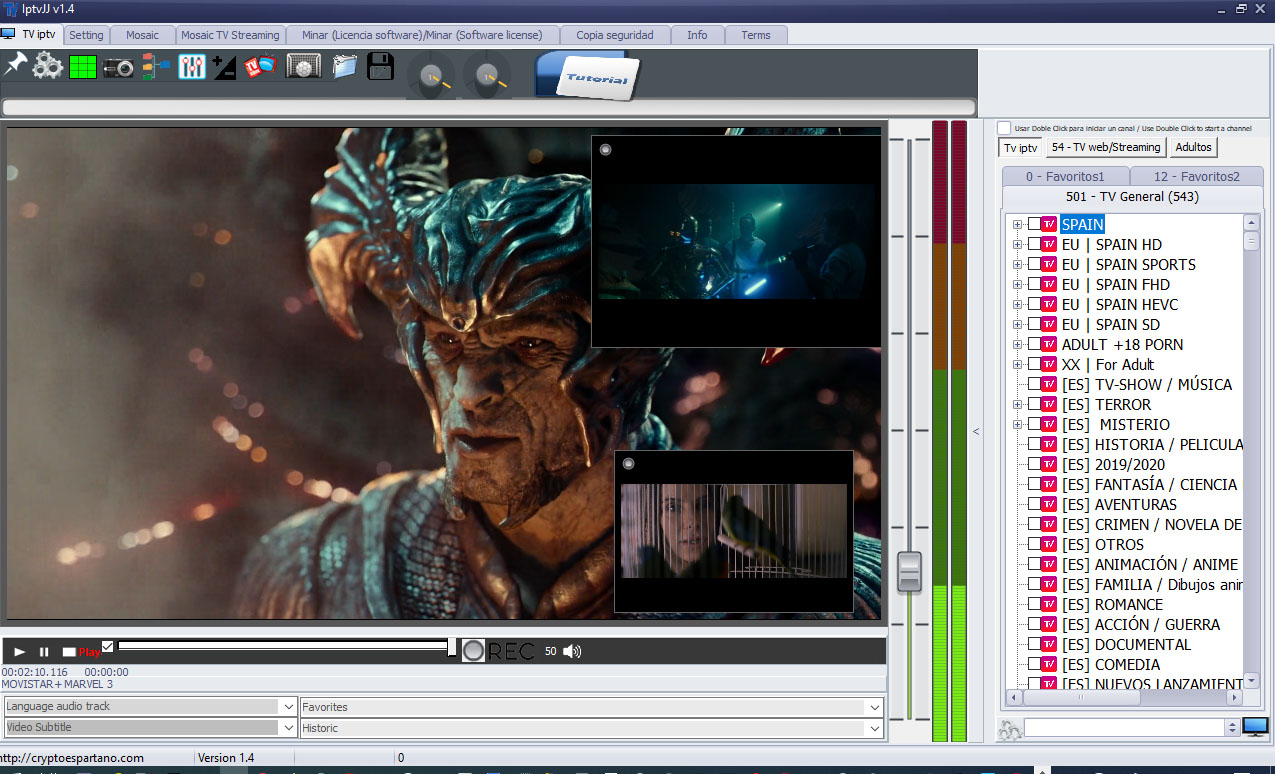 IptvJJ v1.4
TV iptv
Setting
Mosaic
Mosaic TV Streaming
Minar (Licencia software)/Minar (Software license)
Copia seguridad
Info
Terms
Tutorial
Usar Doble Click para iniciar un canal / Use Double Click to start a channel
Tv iptv
54 - TV web/Streaming
Adultos
0 - Favoritos1
12 - Favoritos2
501 - TV General (543)
SPAIN
EU | SPAIN HD
EU | SPAIN SPORTS
EU | SPAIN FHD
EU | SPAIN HEVC
EU | SPAIN SD
ADULT +18 PORN
XX | For Adult
[ES] TV-SHOW / MÚSICA
[ES] TERROR
[ES] MISTERIO
[ES] HISTORIA / PELICULA
[ES] 2019/2020
[ES] FANTASÍA / CIENCIA
[ES] AVENTURAS
[ES] CRIMEN / NOVELA DE
[ES] OTROS
[ES] ANIMACIÓN / ANIME
[ES] FAMILIA / Dibujos anir
[ES] ROMANCE
[ES] ACCIÓN / GUERRA
[ES] DOCUMENTAL
[ES] COMEDIA
[ES] NUEVOS LANZAMIENT
<
Play
REC
50
00:02:10.116 00:00:00
MOVISTAR+ MARVEL 3
Language audio track
Favorites
Video Subtitle
Historic
http://cryptoespartano.com
Version 1.4
0